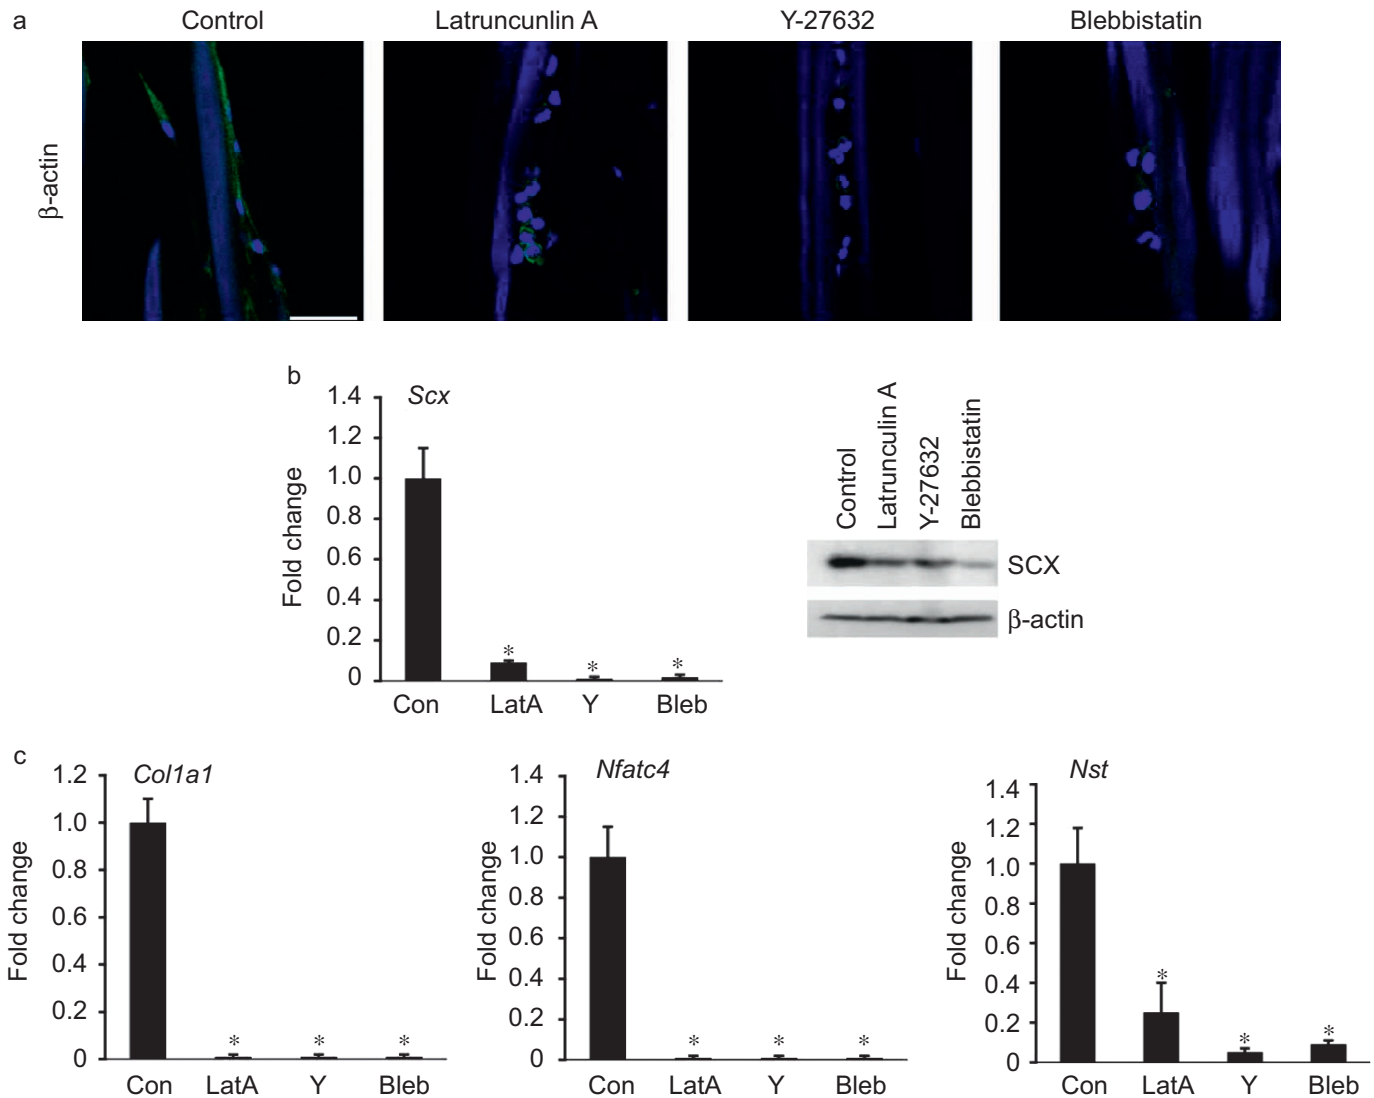 a
Control
Latruncunlin A
Y-27632
Blebbistatin
β-actin
b
Scx
Fold change
1.4
1.2
1.0
0.8
0.6
0.4
0.2
0
*
*
*
Con
LatA
Y
Bleb
Control
Latrunculin A
Y-27632
Blebbistatin
SCX
β-actin
c
Col1a1
Fold change
1.2
1.0
0.8
0.6
0.4
0.2
0
*
*
*
Con
LatA
Y
Bleb
Nfatc4
Fold change
1.4
1.2
1.0
0.8
0.6
0.4
0.2
0
*
*
*
Con
LatA
Y
Bleb
Nst
Fold change
1.4
1.2
1.0
0.8
0.6
0.4
0.2
0
*
*
*
Con
LatA
Y
Bleb